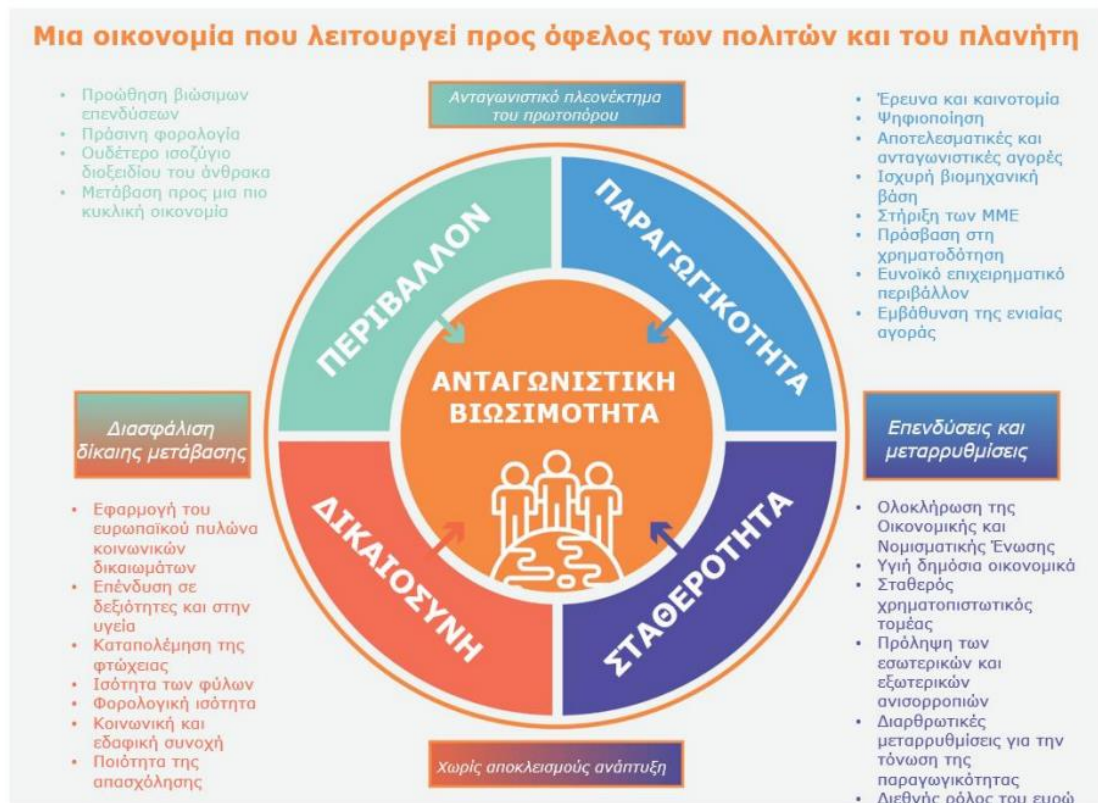 Μια οικονομία που λειτουργεί προς όφελος των πολιτών και του πλανήτη
• Προώθηση βιώσιμων
επενδύσεων
• Πράσινη φορολογία
• Ουδέτερο ισοζύγιο
διοξειδίου του άνθρακα
• Μετάβαση προς μια πιο
κυκλική οικονομία
Ανταγωνιστικό πλεονέκτημα
του πρωτοπόρου
• Έρευνα και καινοτομία
• Ψηφιοποίηση
• Αποτελεσματικές και
ανταγωνιστικές αγορές
• Ισχυρή βιομηχανική
βάση
• Στήριξη των ΜΜΕ
• Πρόσβαση στη
χρηματοδότηση
• Ευνοϊκό επιχειρηματικό
περιβάλλον
• Εμβάθυνση της ενιαίας
αγοράς
ΠΕΡΙΒΑΛΛΟΝ
ΠΑΡΑΓΩΓΙΚΟΤΗΤΑ
ΑΝΤΑΓΩΝΙΣΤΙΚΗ
ΒΙΩΣΙΜΟΤΗΤΑ
ΔΙΚΑΙΟΣΥΝΗ
ΣΤΑΘΕΡΟΤΗΤΑ
Διασφάλιση
δίκαιης μετάβασης
Επενδύσεις και
μεταρρυθμίσεις
• Εφαρμογή του
ευρωπαϊκού πυλώνα
κοινωνικών
δικαιωμάτων
• Επένδυση σε
δεξιότητες και στην
υγεία
• Καταπολέμηση της
φτώχειας
• Ισότητα των φύλων
• Φορολογική ισότητα
• Κοινωνική και
εδαφική συνοχή
• Ποιότητα της
απασχόλησης
Χωρίς αποκλεισμούς ανάπτυξη
• Ολοκλήρωση της
Οικονομικής και
Νομισματικής Ένωσης
• Υγιή δημόσια οικονομικά
• Σταθερός
χρηματοπιστωτικός
τομέας
• Πρόληψη των
εσωτερικών και
εξωτερικών
ανισορροπιών
• Διαρθρωτικές
μεταρρυθμίσεις για την
τόνωση της
παραγωγικότητας
• Διεθνής ρόλος του ευρώ